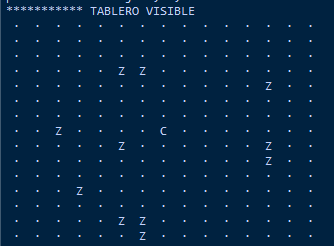 *********** TABLERO VISIBLE
. . . . . . . . . . . . . . .
. . . . . . . . . . . . . . .
. . . . . . . . . . . . . . .
. . . . . Z Z . . . . . . . .
. . . . . . . . . . . . Z . .
. . . . . . . . . . . . . . .
. . . . . . . . . . . . . . .
. . Z . . . . C . . . . . . .
. . . . . Z . . . . . . Z . .
. . . . . . . . . . . . Z . .
. . . . . . . . . . . . . . .
. . . Z . . . . . . . . . . .
. . . . . . . . . . . . . . .
. . . . . Z Z . . . . . . . .
. . . . . . Z . . . . . . . .